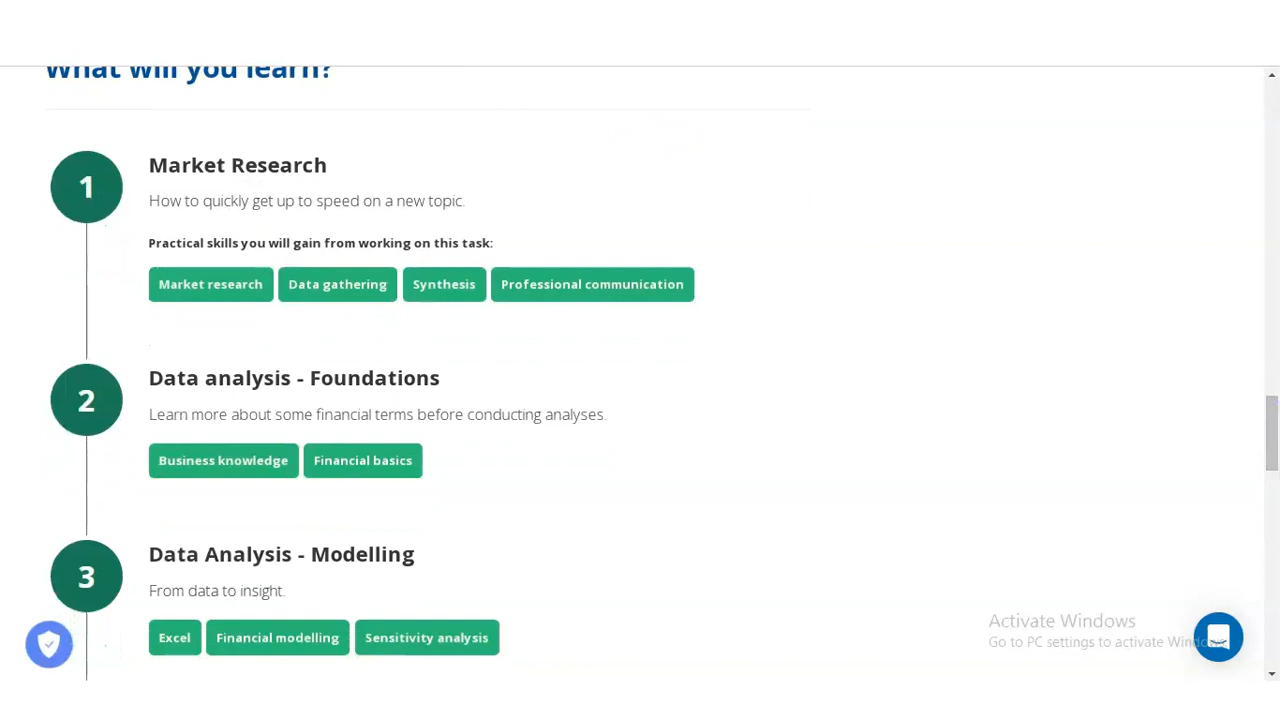 What will you learn?
1
Market Research
How to quickly get up to speed on a new topic.
Practical skills you will gain from working on this task:
Market research Data gathering Synthesis Professional communication
2
Data analysis - Foundations
Learn more about some financial terms before conducting analyses.
Business knowledge Financial basics
3
Data Analysis - Modelling
From data to insight.
Excel Financial modelling Sensitivity analysis
Activate Windows
Go to PC settings to activate Windows.